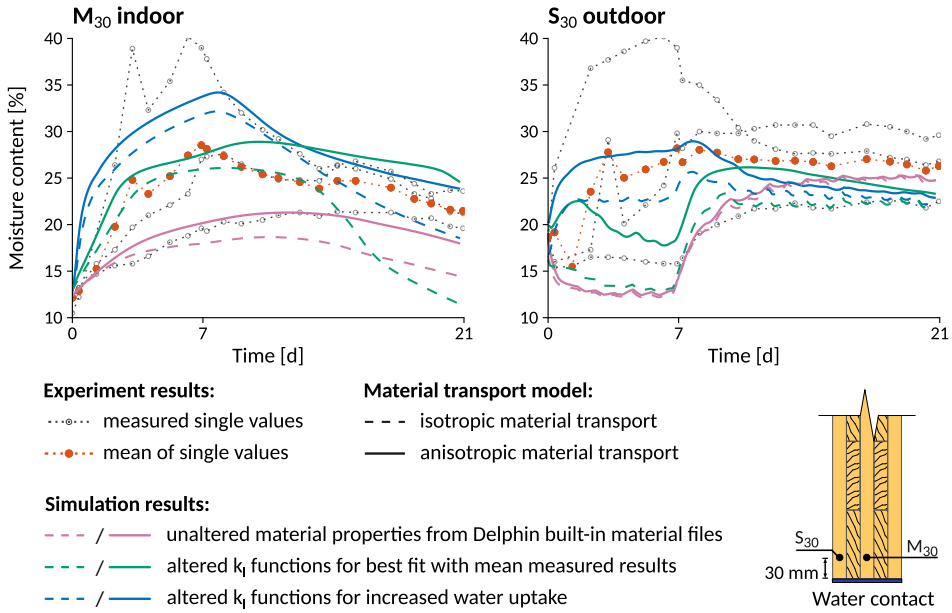 M30 indoor
S30 outdoor
Moisture content [%]
40
35
30
25
20
15
10
0
7
21
Time [d]
40
35
30
25
20
15
10
0
7
21
Time [d]
Experiment results:
measured single values
mean of single values
Material transport model:
isotropic material transport
anisotropic material transport
Simulation results:
/ unaltered material properties from Delphin built-in material files
/ altered kl functions for best fit with mean measured results
/ altered kl functions for increased water uptake
S30
M30
30 mm
Water contact